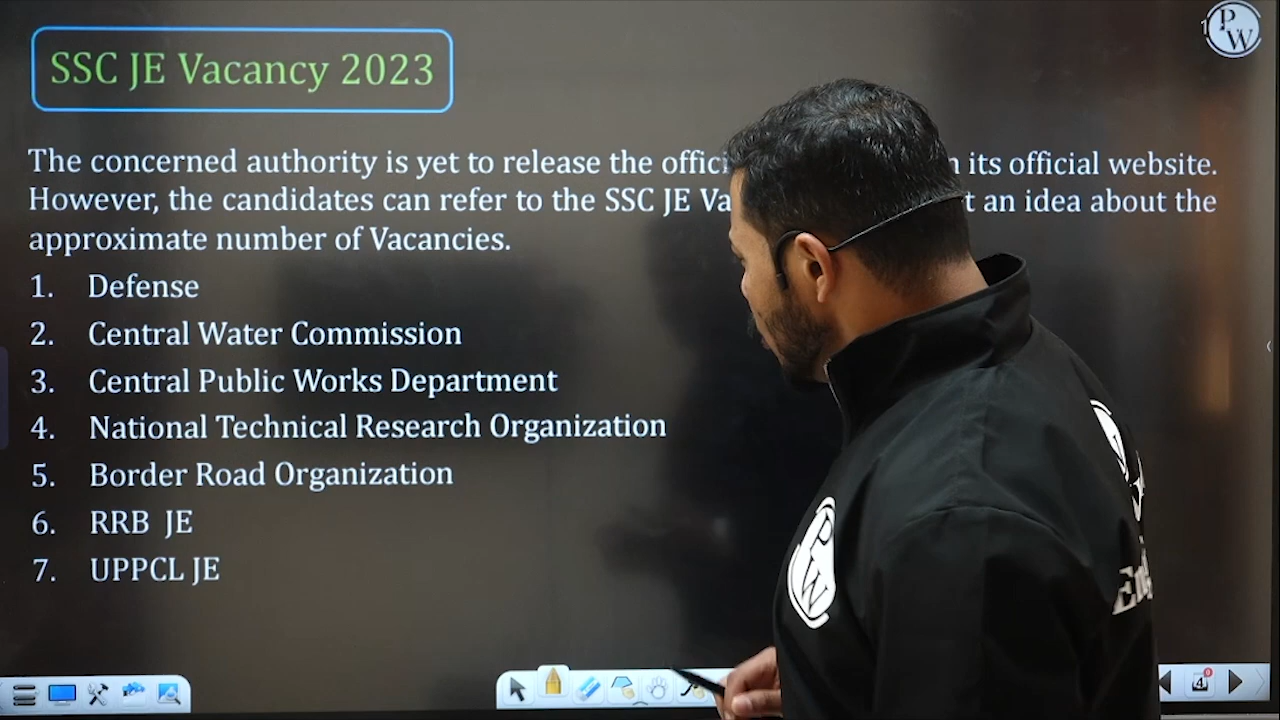 SSC JE Vacancy 2023
PW
The concerned authority is yet to release the its official website.
However, the candidates can refer to the SSC JE an idea about the
approximate number of Vacancies.
1. Defense
2. Central Water Commission
3. Central Public Works Department
4. National Technical Research Organization
5. Border Road Organization
6. RRB JE
7. UPPCL JE
PW
4